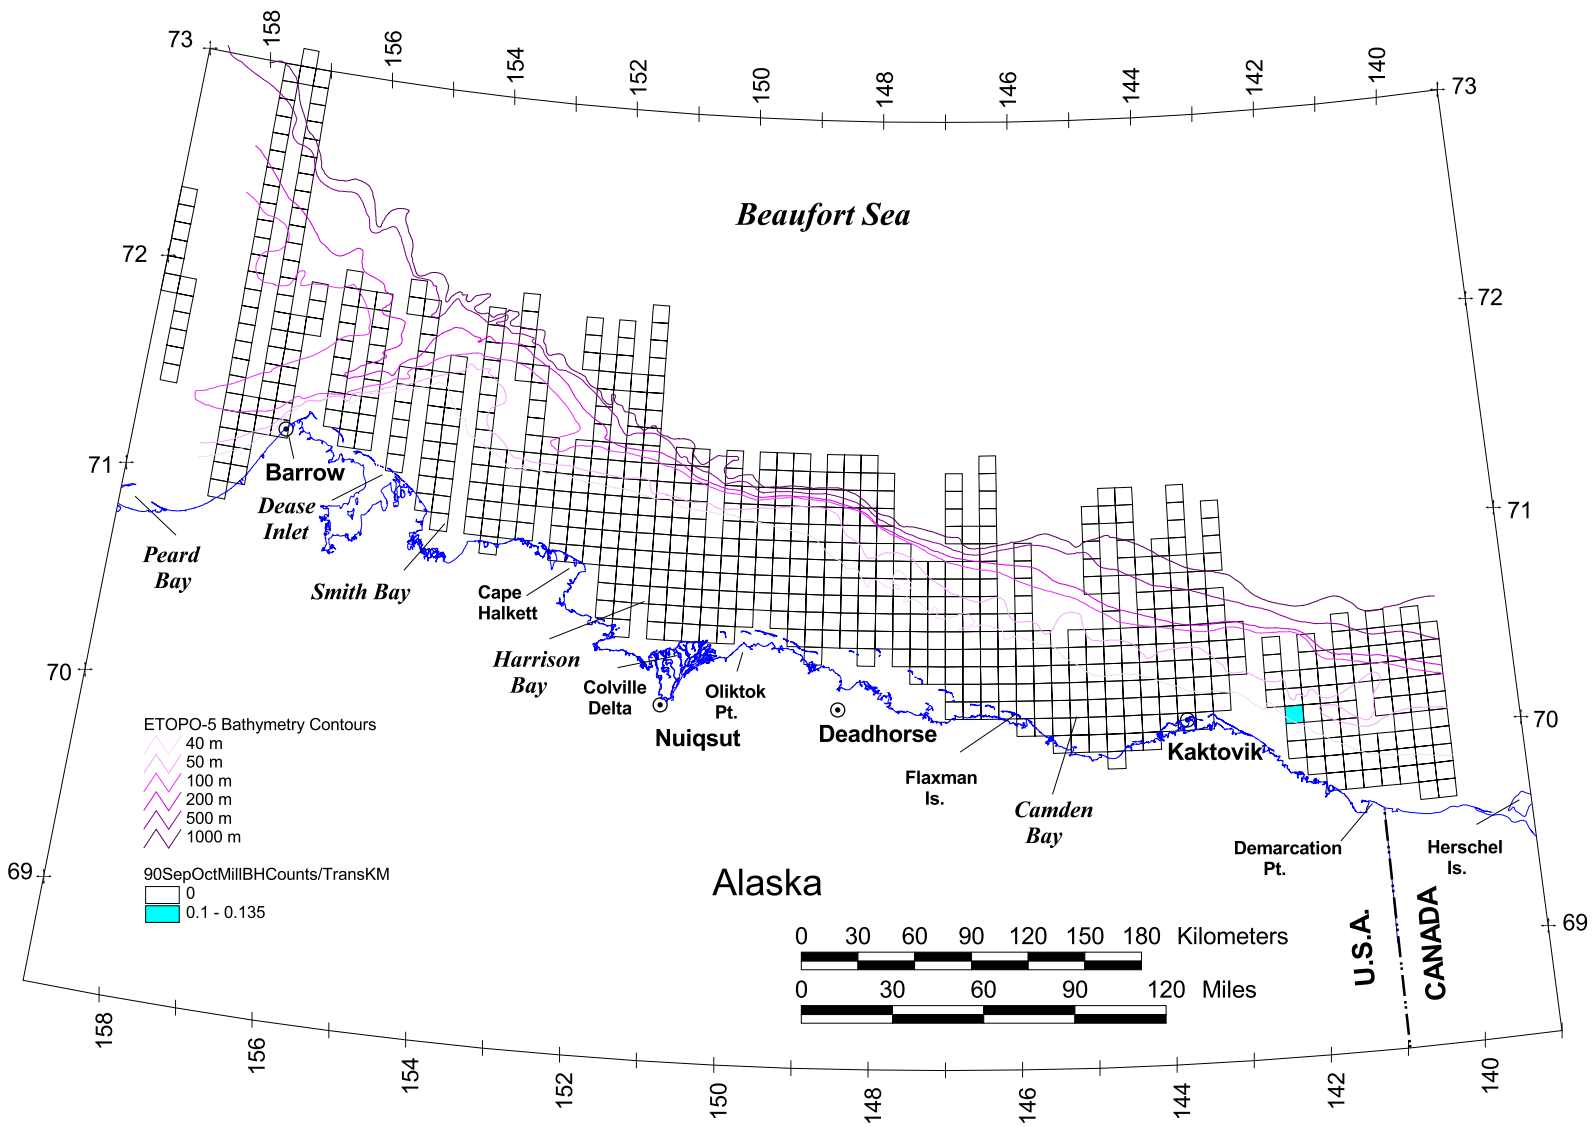 158
156
154
152
150
148
146
144
142
140
73
73
Beaufort Sea
72
72
71
71
Barrow
Dease
Inlet
Peard
Bay
Smith Bay
Cape
Halkett
Harrison
Bay
Colville
Delta
Oliktok
Pt.
Nuiqsut
Deadhorse
Kaktovik
Flaxman
Is.
Camden
Bay
Demarcation
Pt.
Herschel
Is.
70
70
ETOPO-5 Bathymetry Contours
40 m
50 m
100 m
200 m
500 m
1000 m
90SepOctMillBHCounts/TransKM
0
0.1 - 0.135
69
69
Alaska
U.S.A.
CANADA
0 30 60 90 120 150 180 Kilometers
0 30 60 90 120 Miles
158
156
154
152
150
148
146
144
142
140